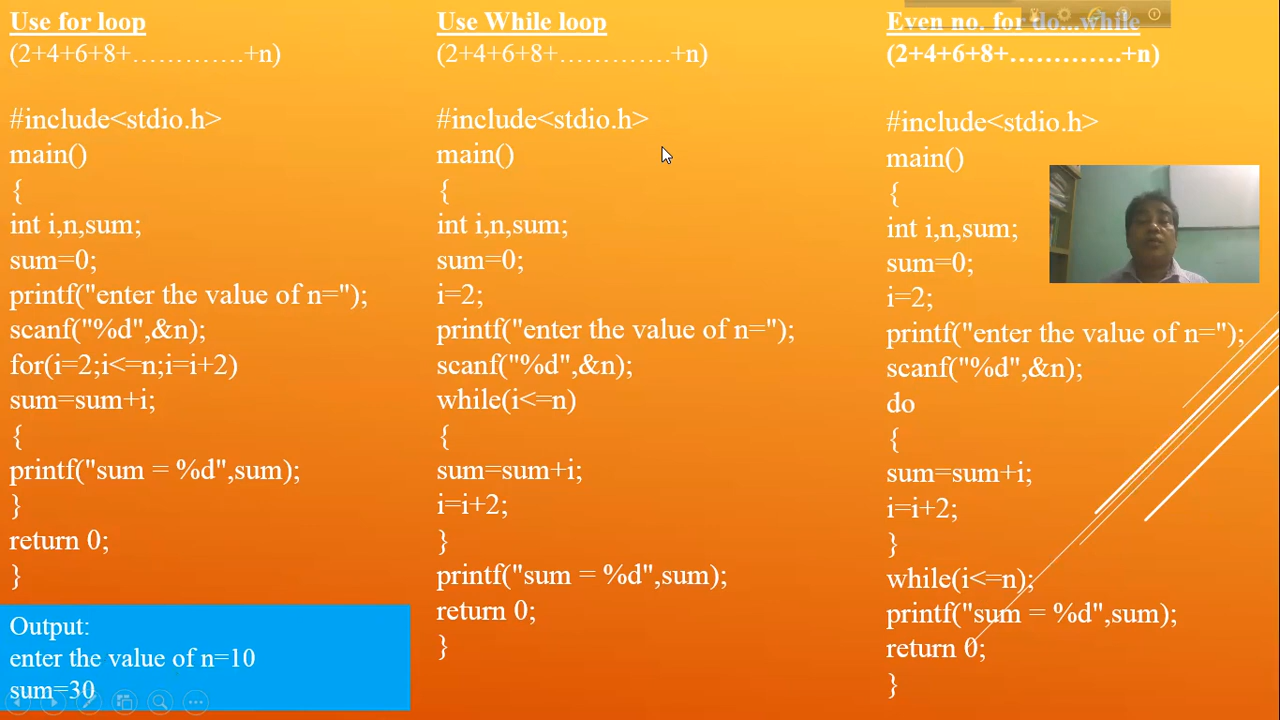 Use for loop
(2+4+6+8+………….+n)
#include<stdio.h>
main()
{
int i,n,sum;
sum=0;
printf("enter the value of n=");
scanf("%d",&n);
for(i=2;i<=n;i=i+2)
sum=sum+i;
{
printf("sum = %d",sum);
}
return 0;
}
Output:
enter the value of n=10
sum=30
Use While loop
(2+4+6+8+………….+n)
#include<stdio.h>
main()
{
int i,n,sum;
sum=0;
i=2;
printf("enter the value of n=");
scanf("%d",&n);
while(i<=n)
{
sum=sum+i;
i=i+2;
}
printf("sum = %d",sum);
return 0;
}
Even no. for do...while
(2+4+6+8+………….+n)
#include<stdio.h>
main()
{
int i,n,sum;
sum=0;
i=2;
printf("enter the value of n=");
scanf("%d",&n);
do
{
sum=sum+i;
i=i+2;
}
while(i<=n);
printf("sum = %d",sum);
return 0;
}